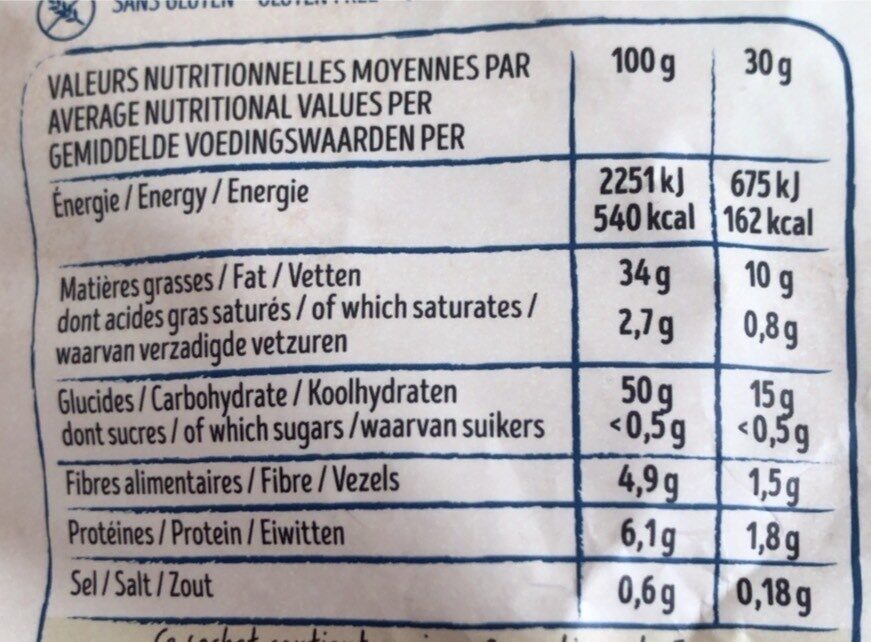 SANS GLUTEN
VALEURS NUTRITIONNELLES MOYENNES PAR
AVERAGE NUTRITIONAL VALUES PER
GEMIDDELDE VOEDINGSWAARDEN PER
100 g 30 g
Énergie / Energy / Energie
2251 kJ 675 kJ
540 kcal 162 kcal
Matières grasses / Fat / Vetten 34 g 10 g
dont acides gras saturés / of which saturates /
waarvan verzadigde vetzuren
2,7 g 0,8 g
Glucides / Carbohydrate / Koolhydraten 50 g 15 g
dont sucres / of which sugars / waarvan suikers <0,5 g <0,5 g
Fibres alimentaires / Fibre / Vezels 4,9 g 1,5 g
Protéines / Protein / Eiwitten 6,1 g 1,8 g
Sel / Salt / Zout 0,6 g 0,18 g